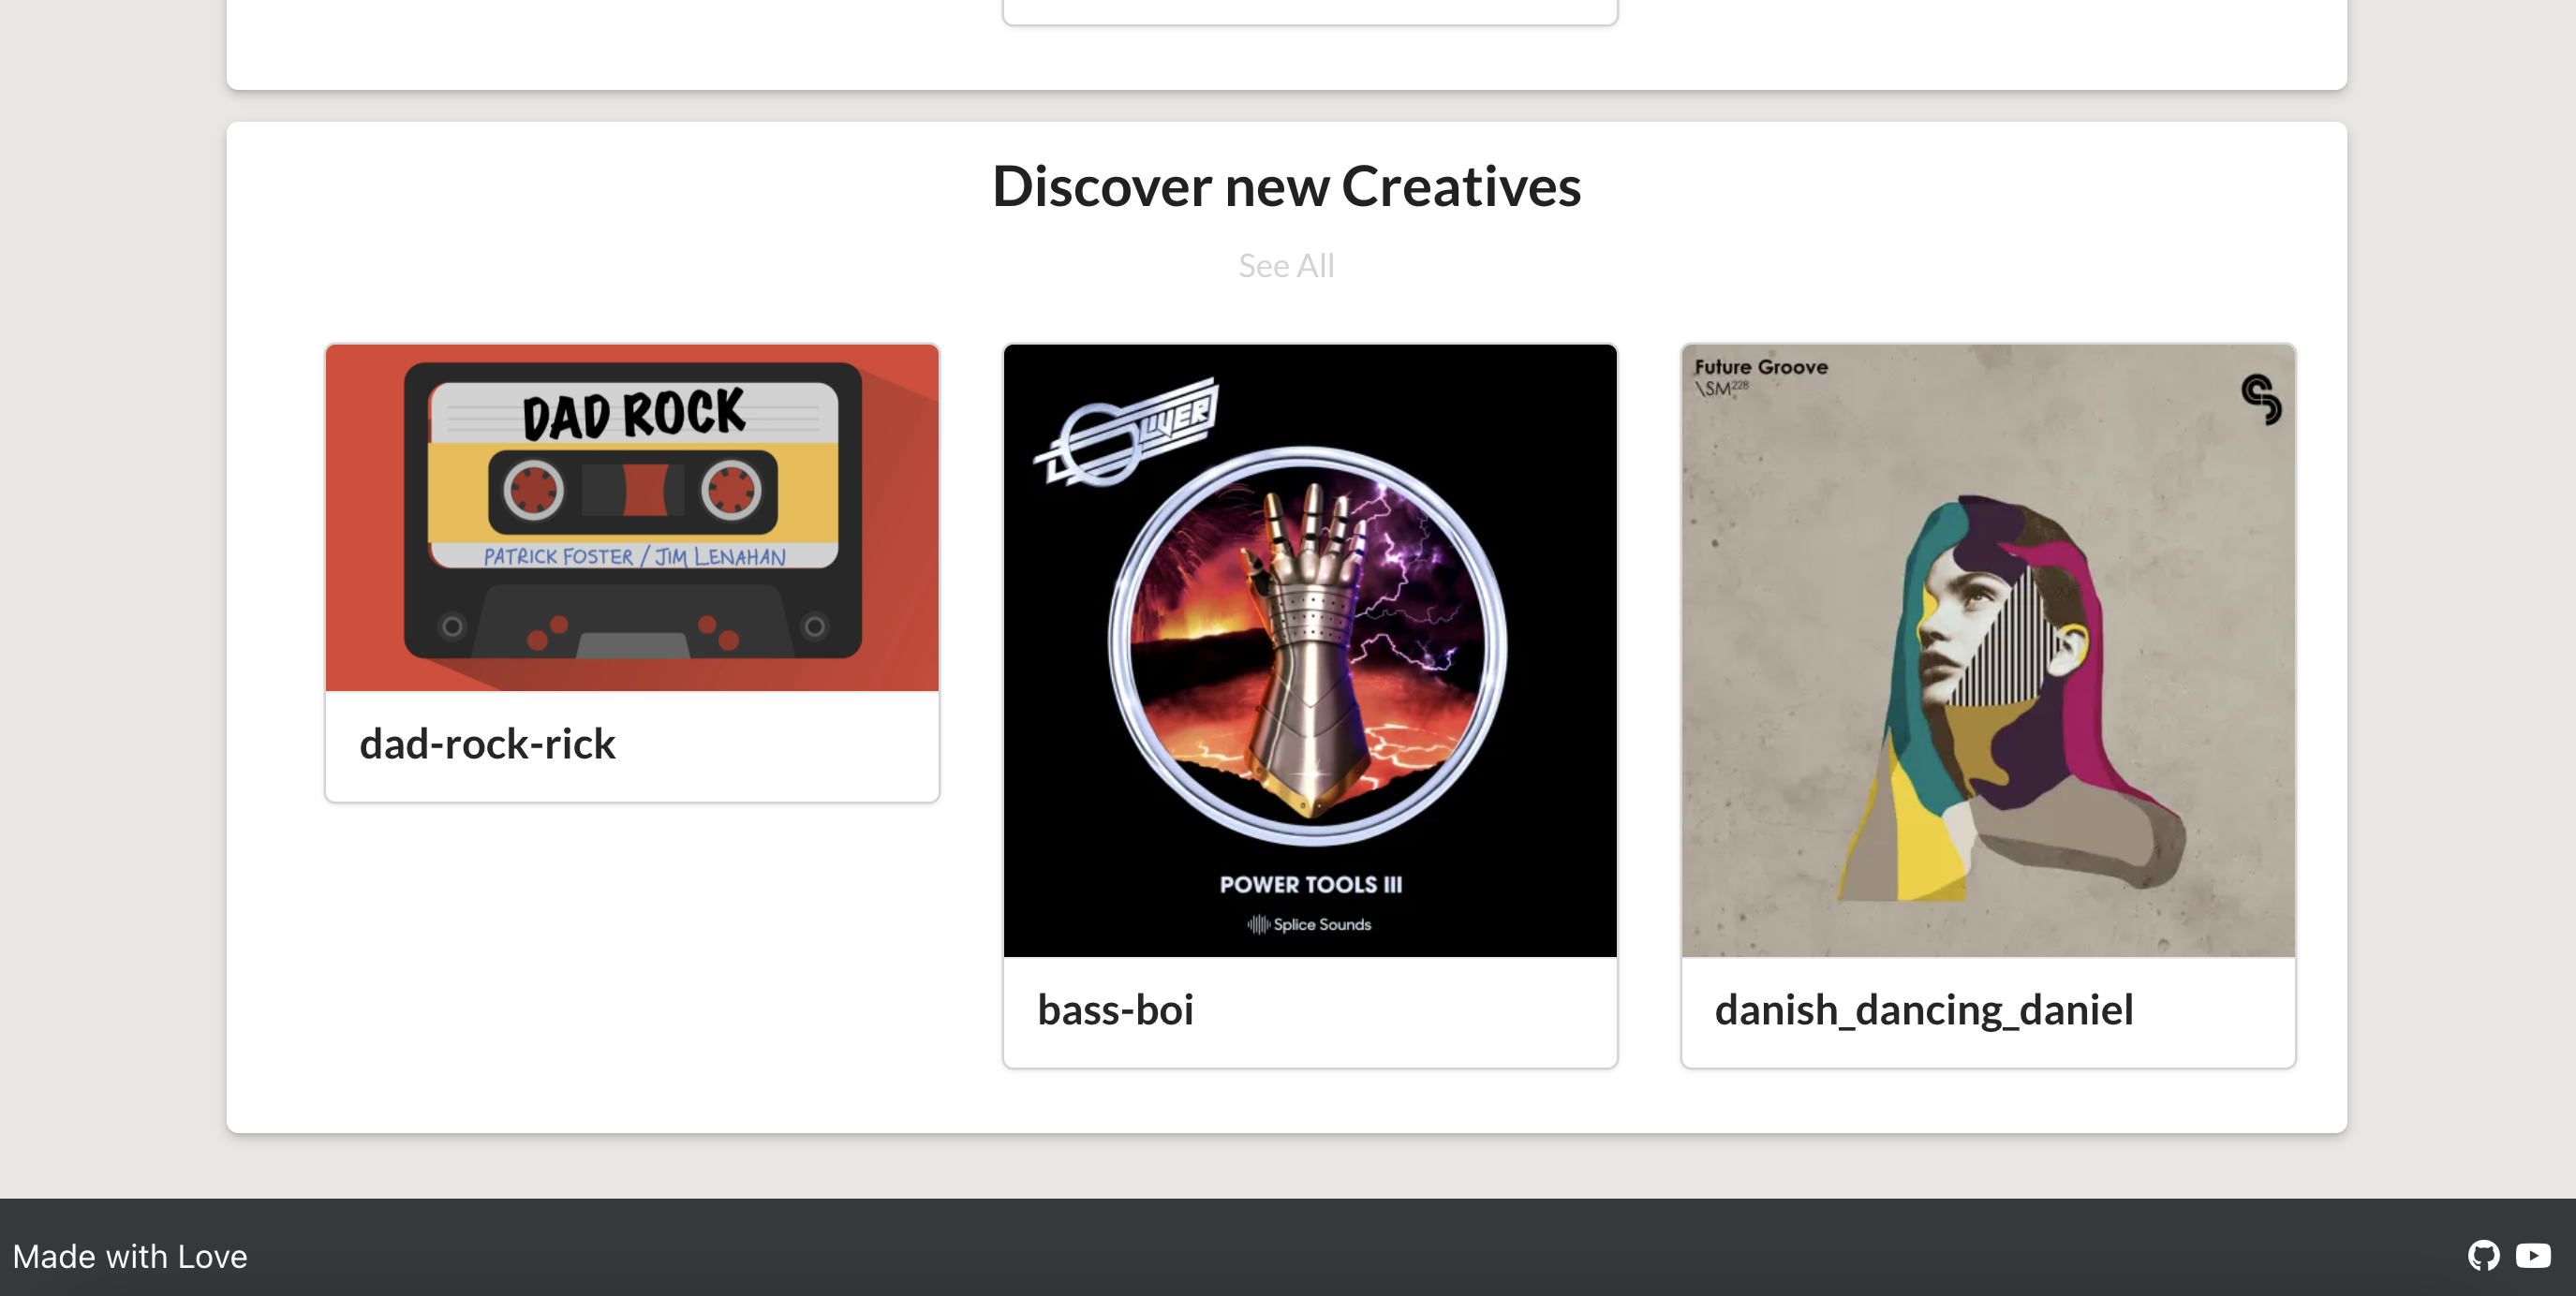 Discover new Creatives
See All
DAD ROCK
PATRICK FOSTER / JIM LENAHAN
dad-rock-rick
OLIVER
POWER TOOLS III
Splice Sounds
bass-boi
Future Groove
\SM228
danish_dancing_daniel
Made with Love